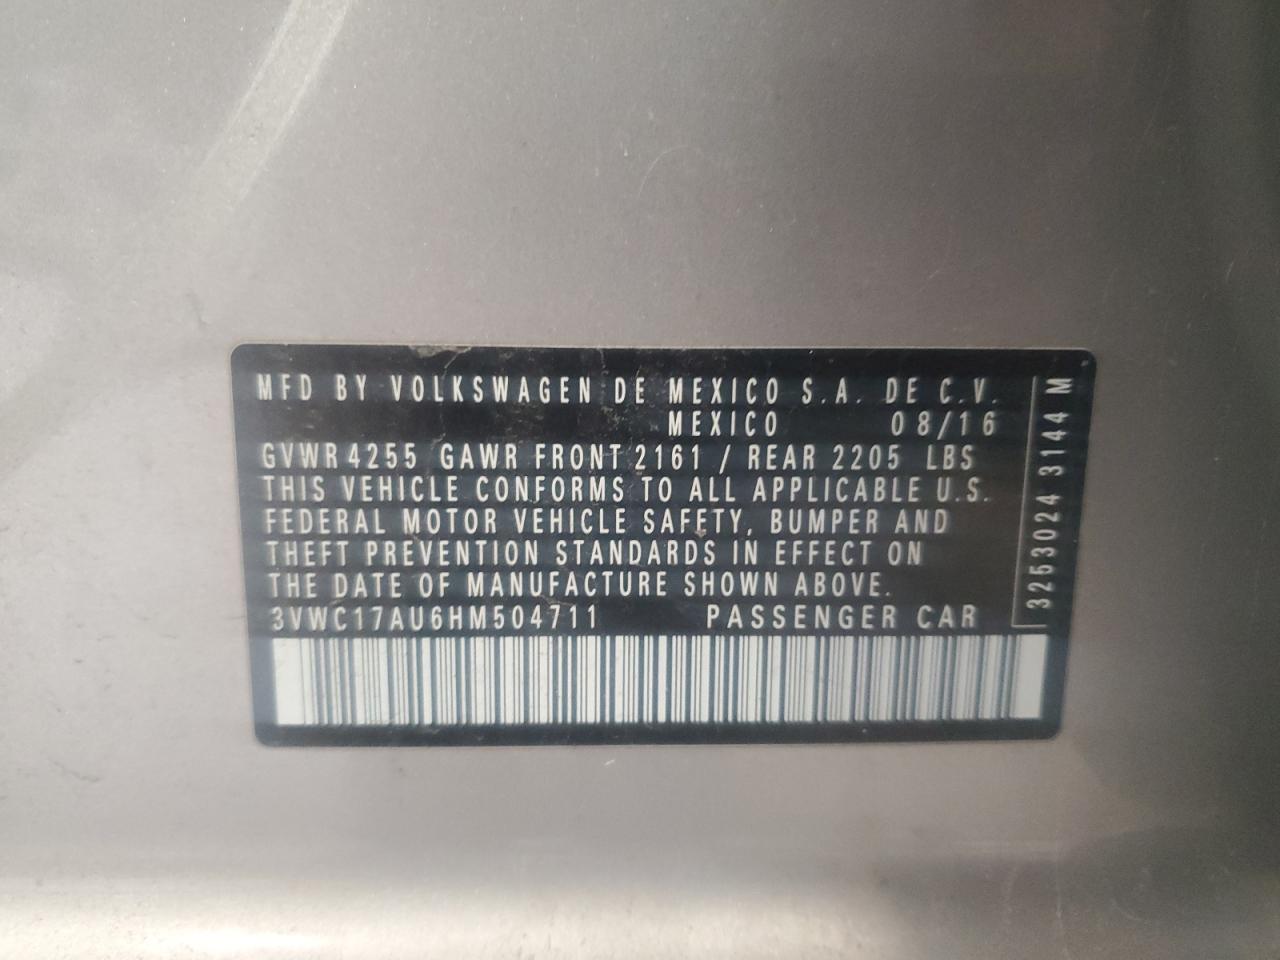 MFD BY VOLKSWAGEN DE MEXICO S.A. DE C.V.
MEXICO 08/16
GVWR 4255 GAWR FRONT 2161 / REAR 2205 LBS
THIS VEHICLE CONFORMS TO ALL APPLICABLE U.S.
FEDERAL MOTOR VEHICLE SAFETY, BUMPER AND
THEFT PREVENTION STANDARDS IN EFFECT ON
THE DATE OF MANUFACTURE SHOWN ABOVE.
3VWC17AU6HM504711 PASSENGER CAR
3253024 3144 M